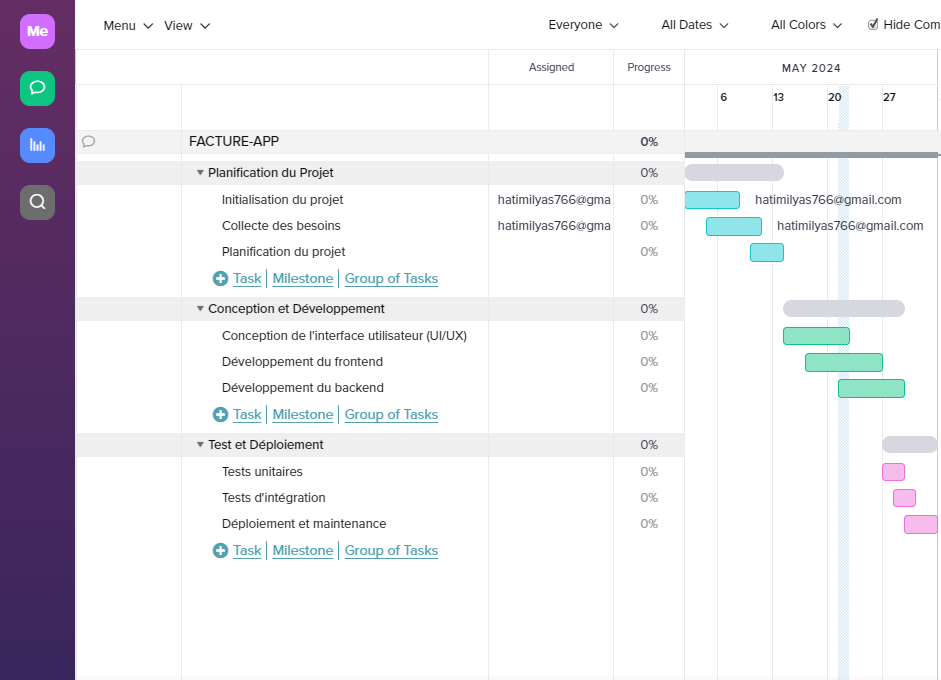 Me
Menu View Everyone All Dates All Colors Hide Com
Assigned Progress MAY 2024
6 13 20 27
FACTURE-APP 0%
Planification du Projet 0%
Initialisation du projet hatimilyas766@gma 0% hatimilyas766@gmail.com
Collecte des besoins hatimilyas766@gma 0% hatimilyas766@gmail.com
Planification du projet 0%
Task Milestone Group of Tasks
Conception et Développement 0%
Conception de l'interface utilisateur (UI/UX) 0%
Développement du frontend 0%
Développement du backend 0%
Task Milestone Group of Tasks
Test et Déploiement 0%
Tests unitaires 0%
Tests d'intégration 0%
Déploiement et maintenance 0%
Task Milestone Group of Tasks